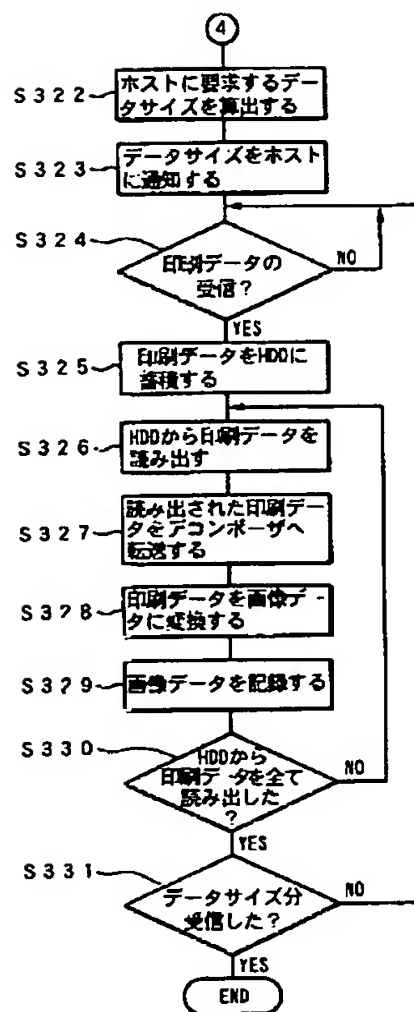 4
S322
ホストに要求するデー
タサイズを算出する
S323
データサイズをホスト
に通知する
S324
印刷データの
受信?
NO
YES
S325
印刷データをHDDに
蓄積する
S326
HDDから印刷データを
読み出す
S327
読み出された印刷デー
タをデコンポーザへ
転送する
S328
印刷データを画像デー
タに変換する
S329
画像データを記録する
S330
HDDから
印刷データを全て
読み出した
?
NO
YES
S331
データサイズ分
受信した?
NO
YES
END